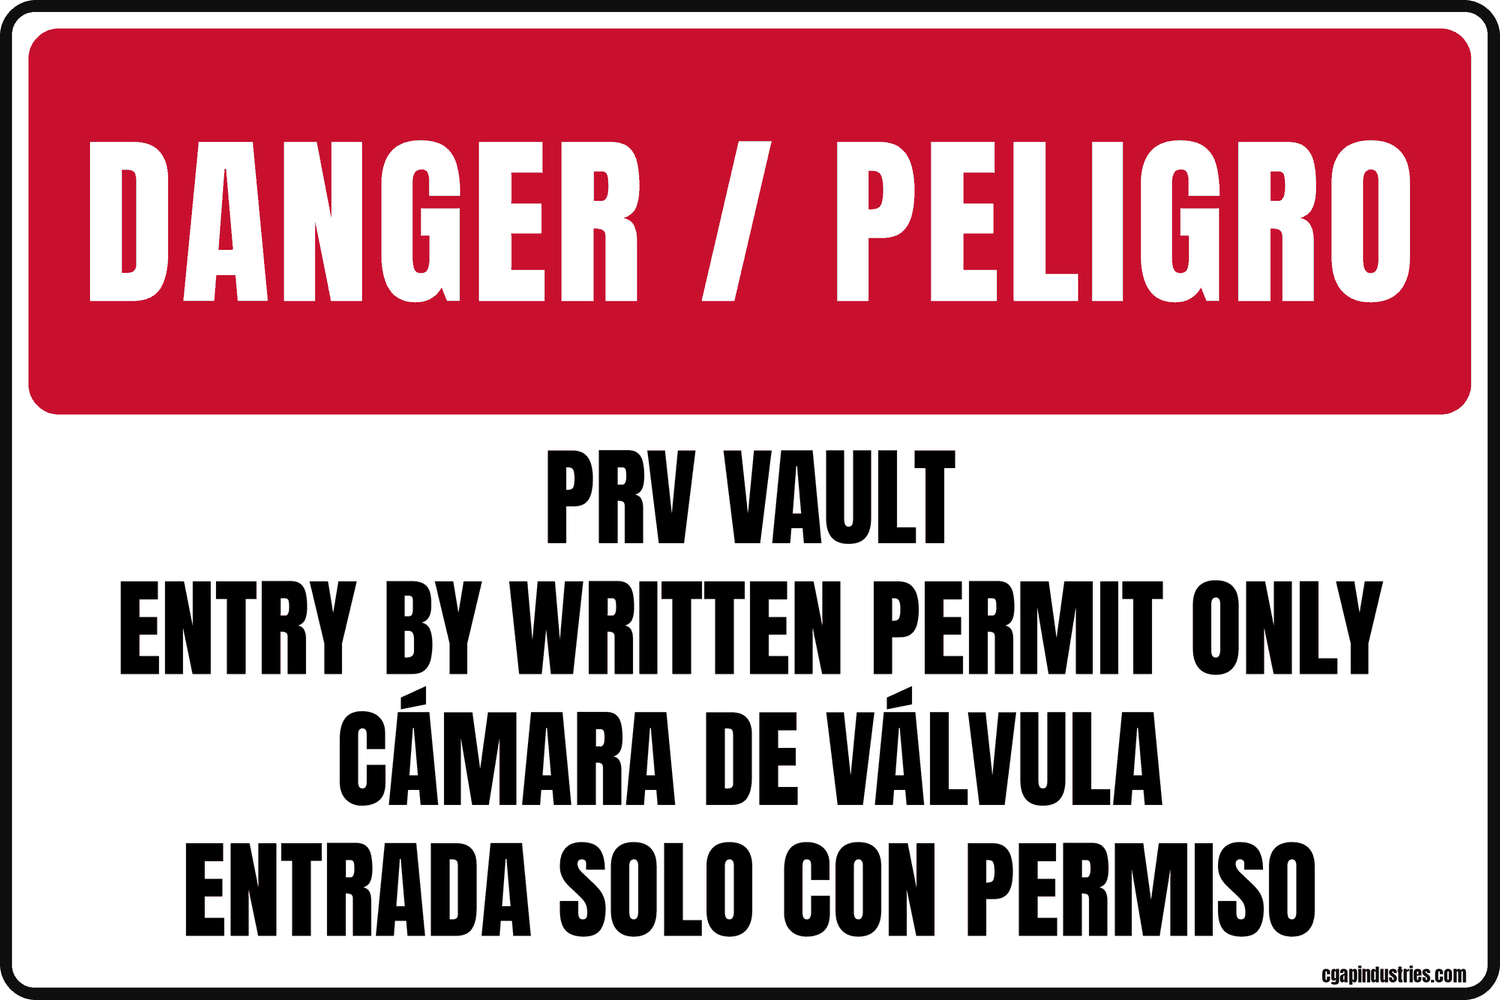 DANGER / PELIGRO
PRV VAULT
ENTRY BY WRITTEN PERMIT ONLY
CÁMARA DE VÁLVULA
ENTRADA SOLO CON PERMISO
cgapindustries.com